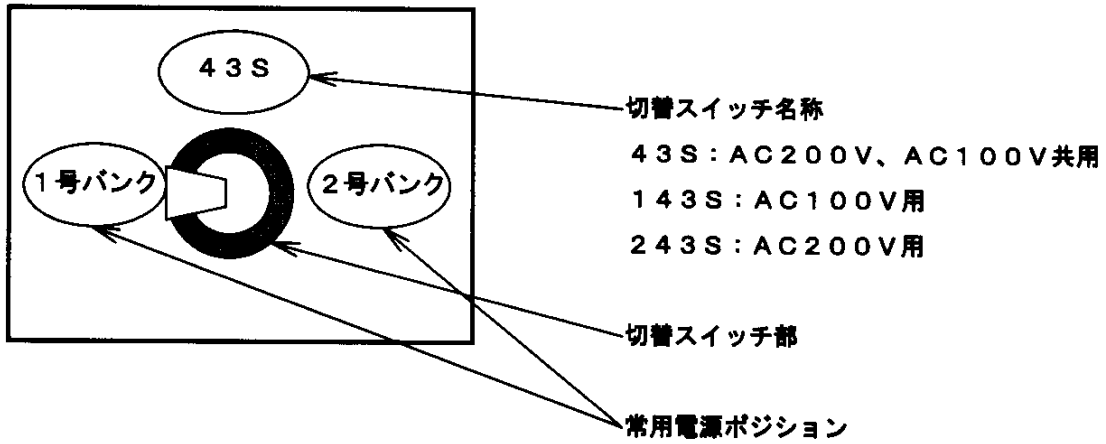 ４３Ｓ
１号バンク
２号バンク
切替スイッチ名称
４３Ｓ：ＡＣ２００Ｖ、ＡＣ１００Ｖ共用
１４３Ｓ：ＡＣ１００Ｖ用
２４３Ｓ：ＡＣ２００Ｖ用
切替スイッチ部
常用電源ポジション